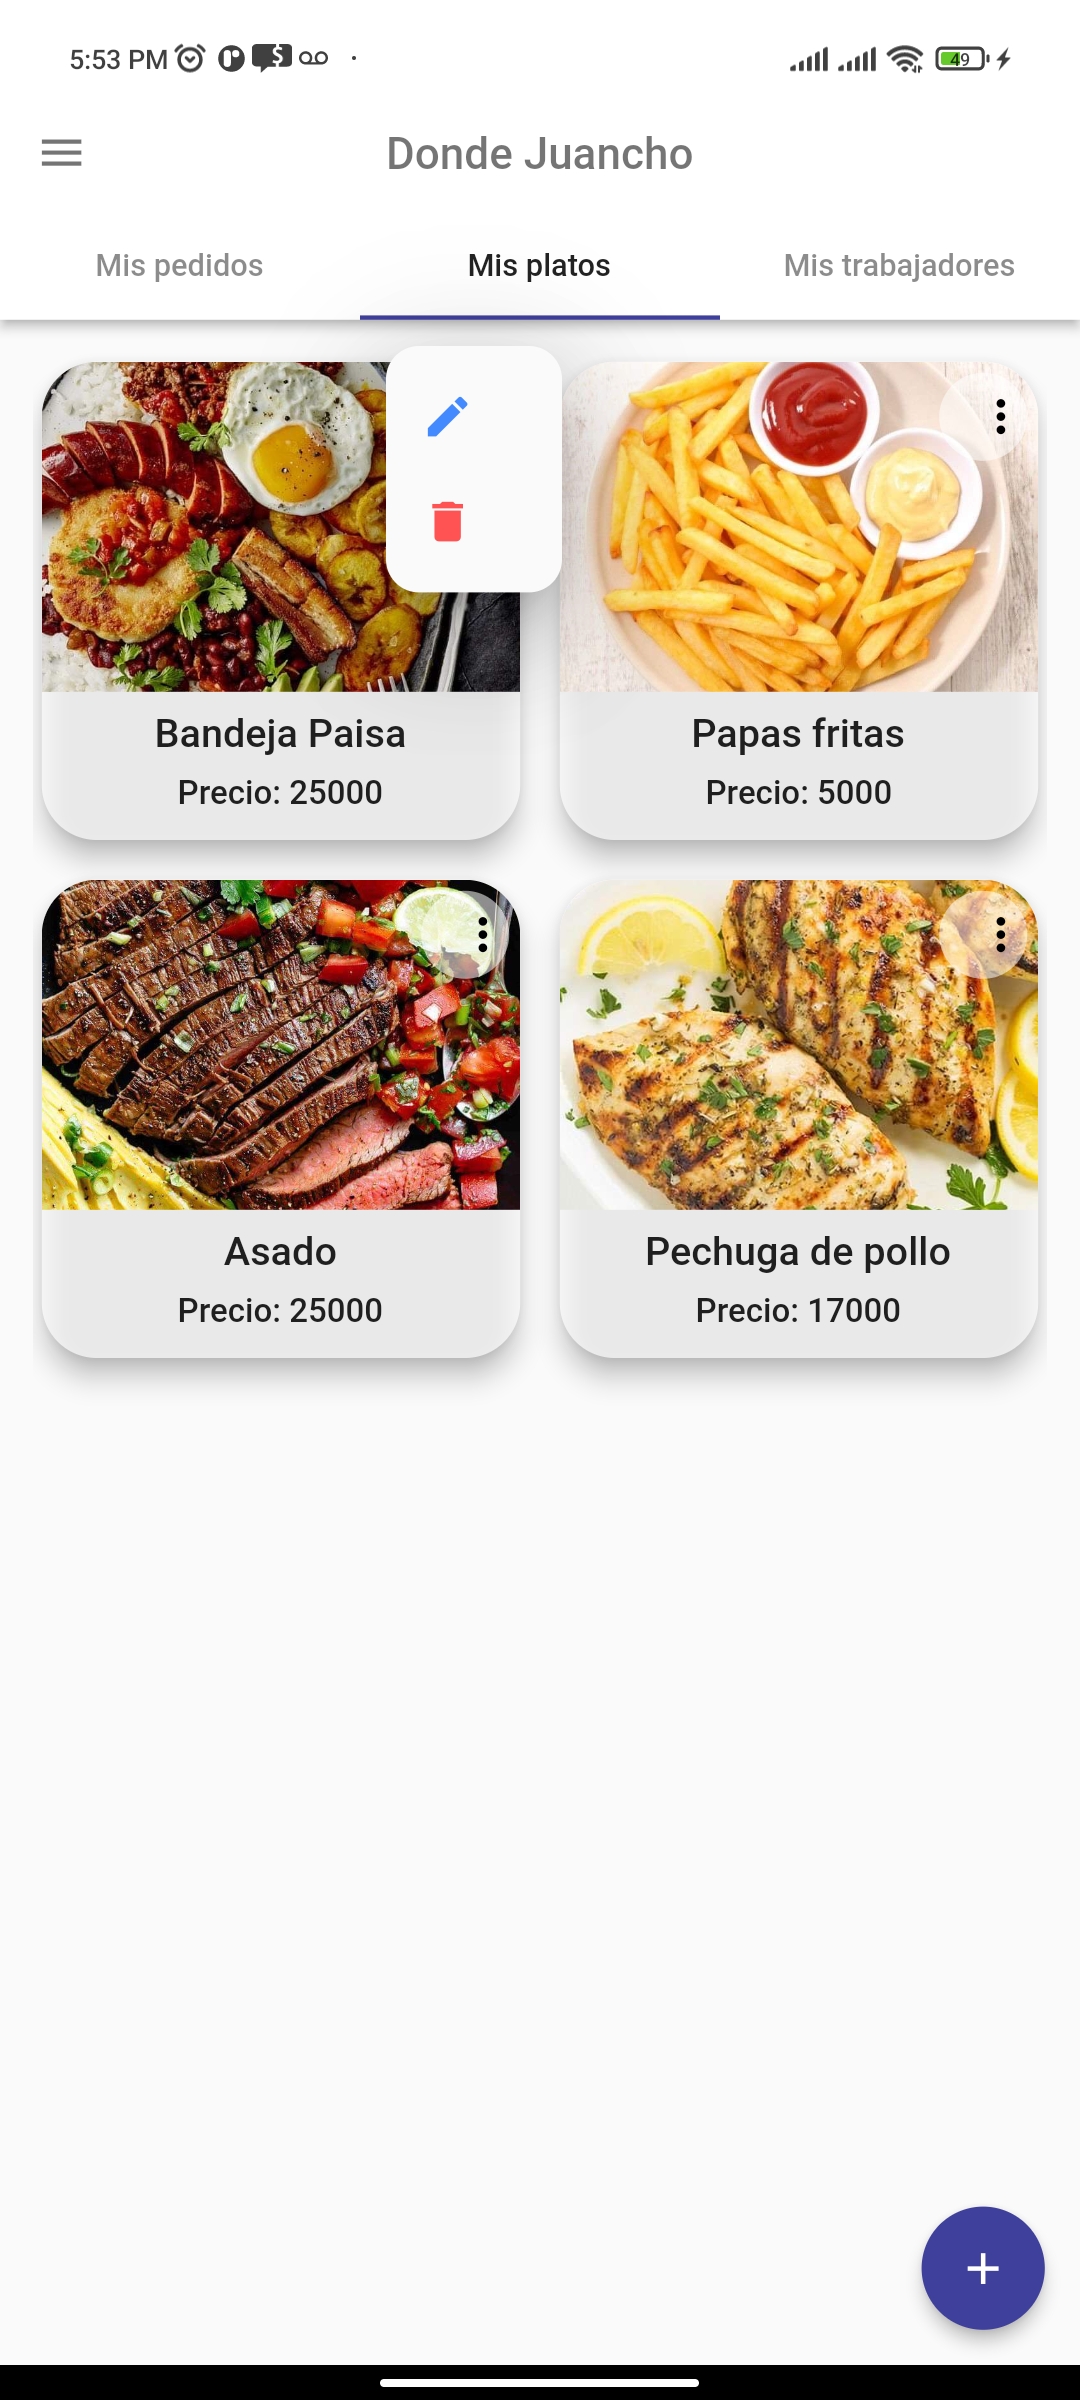 5:53 PM
49
Donde Juancho
Mis pedidos
Mis platos
Mis trabajadores
Bandeja Paisa
Precio: 25000
Papas fritas
Precio: 5000
Asado
Precio: 25000
Pechuga de pollo
Precio: 17000